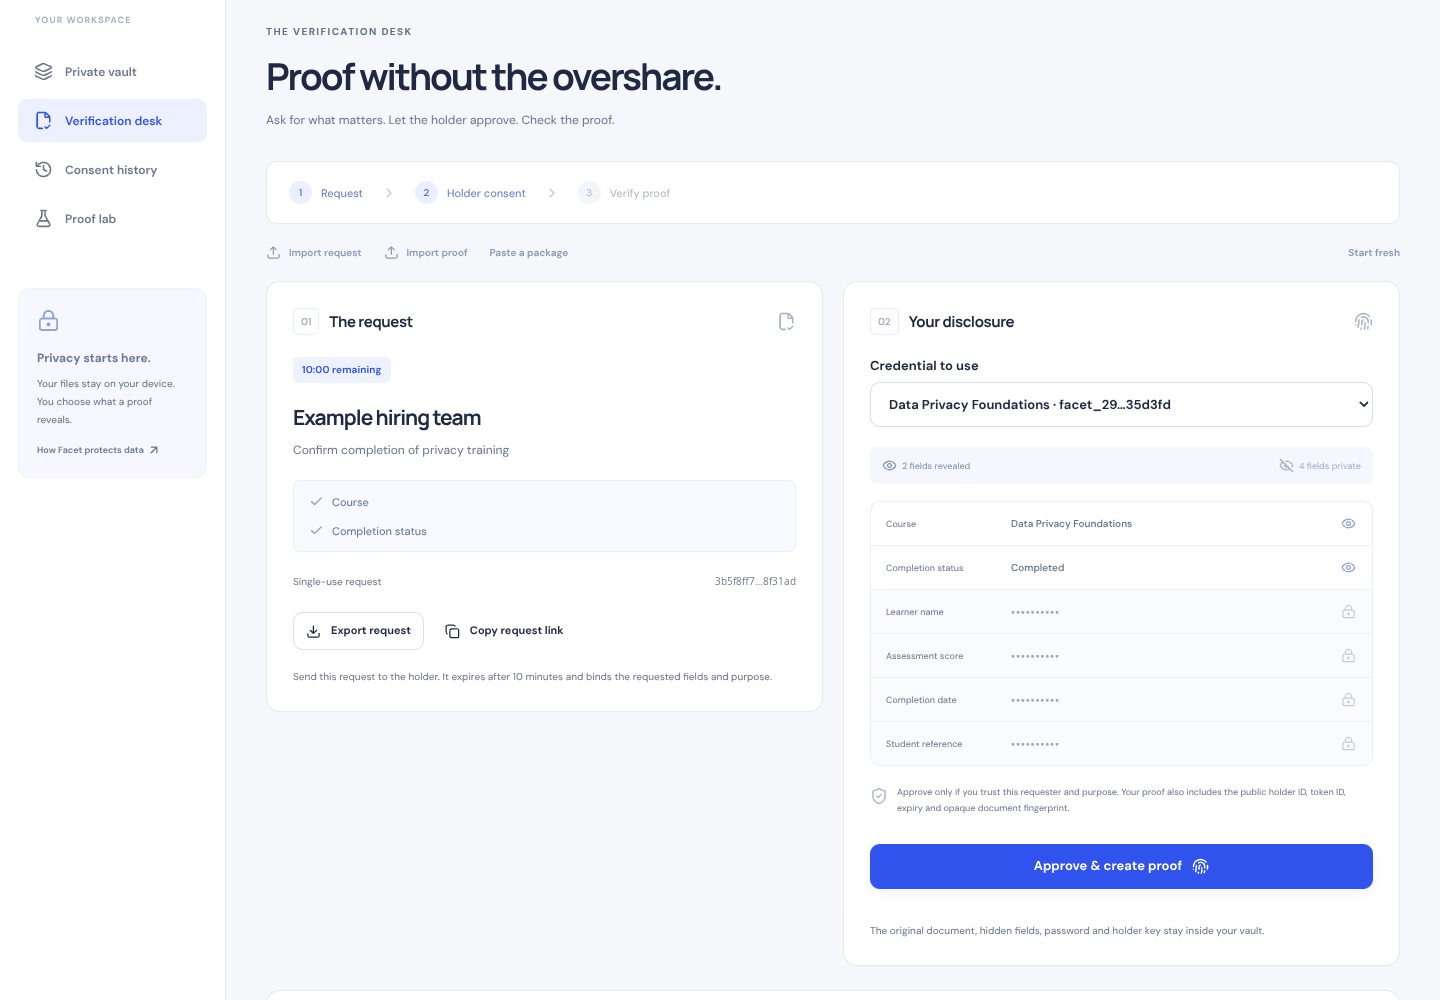 YOUR WORKSPACE
Private vault
Verification desk
Consent history
Proof lab
Privacy starts here.
Your files stay on your device.
You choose what a proof
reveals.
How Facet protects data
THE VERIFICATION DESK
Proof without the overshare.
Ask for what matters. Let the holder approve. Check the proof.
1 Request
2 Holder consent
3 Verify proof
Import request
Import proof
Paste a package
Start fresh
01 The request
10:00 remaining
Example hiring team
Confirm completion of privacy training
Course
Completion status
Single-use request 3b5f8ff7...8f31ad
Export request
Copy request link
Send this request to the holder. It expires after 10 minutes and binds the requested fields and purpose.
02 Your disclosure
Credential to use
Data Privacy Foundations · facet_29...35d3fd
2 fields revealed
4 fields private
Course Data Privacy Foundations
Completion status Completed
Learner name ••••••••••
Assessment score ••••••••••
Completion date ••••••••••
Student reference ••••••••••
Approve only if you trust this requester and purpose. Your proof also includes the public holder ID, token ID,
expiry and opaque document fingerprint.
Approve & create proof
The original document, hidden fields, password and holder key stay inside your vault.